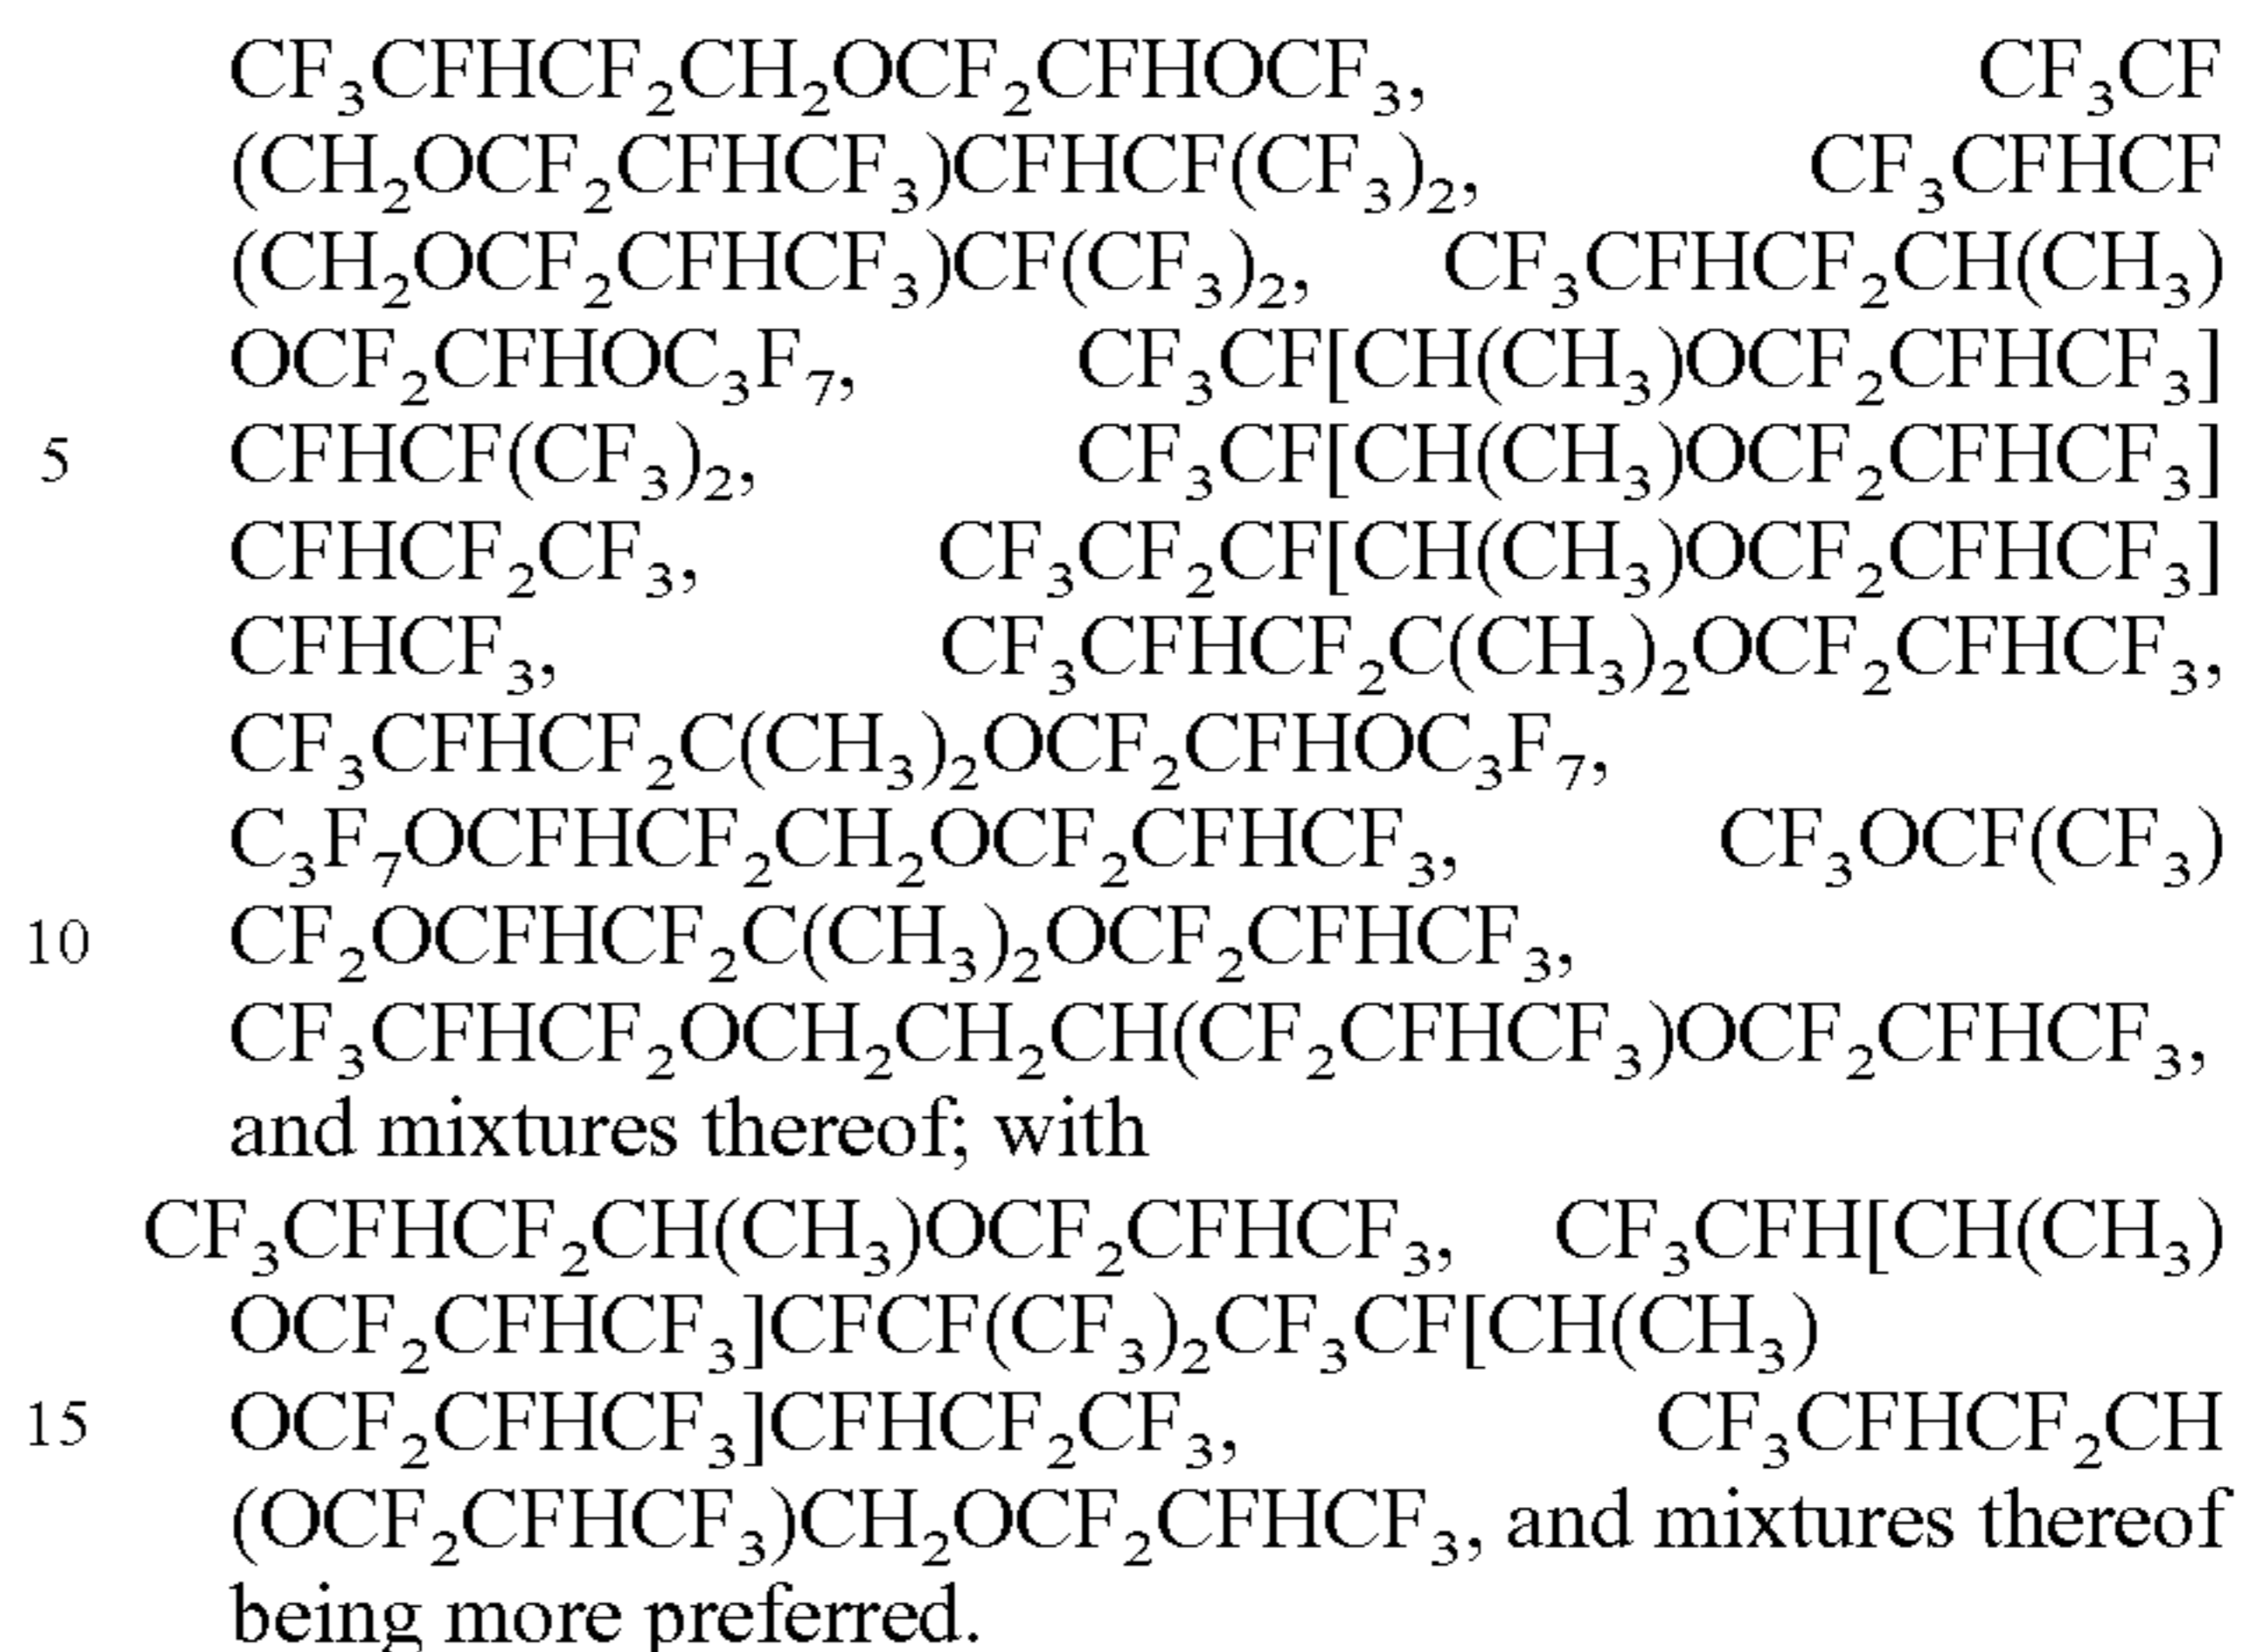 CF₃CFHCF₂CH₂OCF₂CFHOCF₃, CF₃CF
(CH₂OCF₂CFHCF₃)CFHCF(CF₃)₂, CF₃CFHCF
(CH₂OCF₂CFHCF₃)CF(CF₃)₂, CF₃CFHCF₂CH(CH₃)
OCF₂CFHOC₃F₇, CF₃CF[CH(CH₃)OCF₂CFHCF₃]
5 CFHCF(CF₃)₂, CF₃CF[CH(CH₃)OCF₂CFHCF₃]
CFHCF₂CF₃, CF₃CF₂CF[CH(CH₃)OCF₂CFHCF₃]
CFHCF₃, CF₃CFHCF₂C(CH₃)₂OCF₂CFHCF₃,
CF₃CFHCF₂C(CH₃)₂OCF₂CFHOC₃F₇,
C₃F₇OCFHCF₂CH₂OCF₂CFHCF₃, CF₃OCF(CF₃)
10 CF₂OCFHCF₂C(CH₃)₂OCF₂CFHCF₃,
CF₃CFHCF₂OCH₂CH₂CH(CF₂CFHCF₃)OCF₂CFHCF₃,
and mixtures thereof; with
CF₃CFHCF₂CH(CH₃)OCF₂CFHCF₃, CF₃CFH[CH(CH₃)
OCF₂CFHCF₃]CFCF(CF₃)₂CF₃CF[CH(CH₃)
15 OCF₂CFHCF₃]CFHCF₂CF₃, CF₃CFHCF₂CH
(OCF₂CFHCF₃)CH₂OCF₂CFHCF₃, and mixtures thereof
being more preferred.